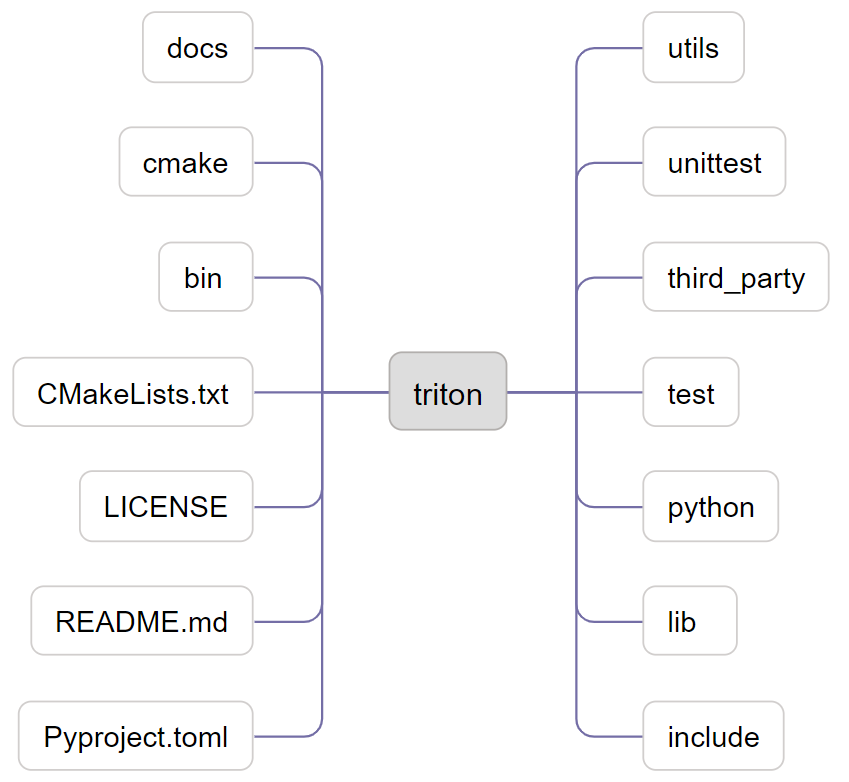 docs
cmake
bin
CMakeLists.txt
LICENSE
README.md
Pyproject.toml
triton
utils
unittest
third_party
test
python
lib
include